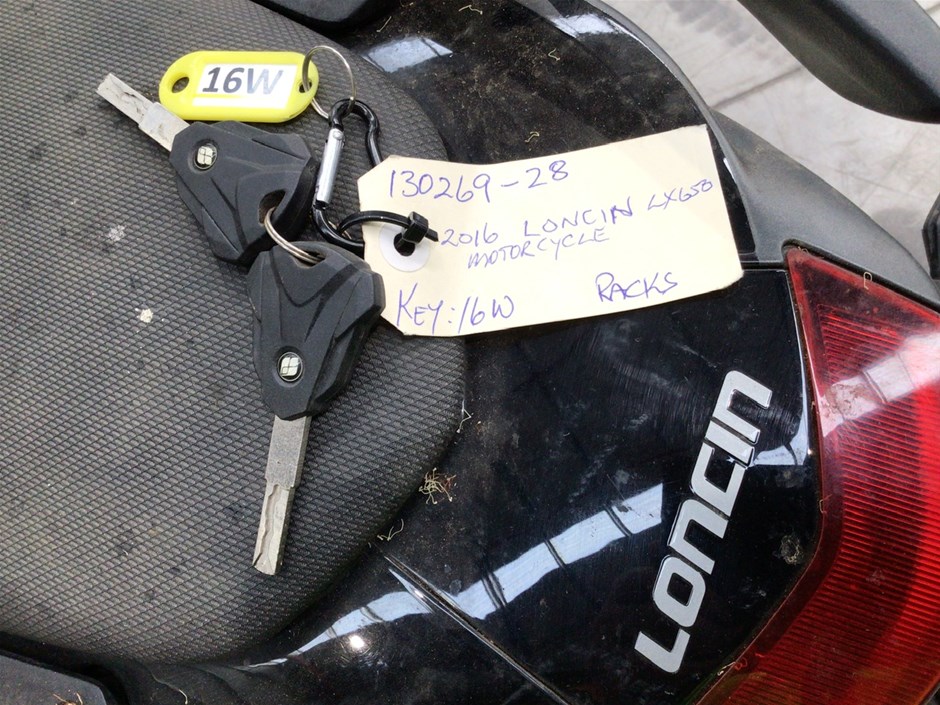 16W
130269-28
2016 LONCIN LX650
MOTORCYCLE
KEY: 16W RACKS
LONCIN